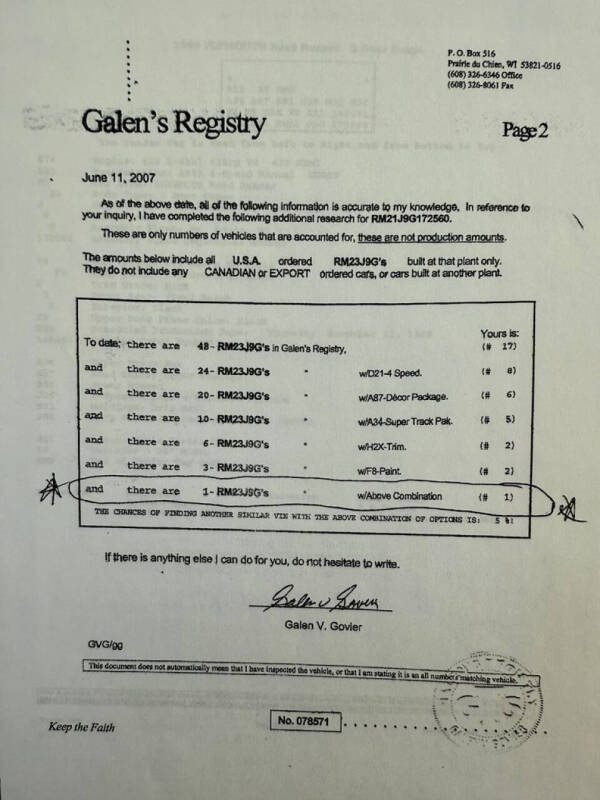 P. O. Box 516
Prairie du Chien, WI 53821-0516
(608) 326-6346 Office
(608) 326-8061 Fax
Galen's Registry
Page 2
June 11, 2007
As of the above date, all of the following information is accurate to my knowledge. In reference to
your inquiry, I have completed the following additional research for RM21J9G172560.
These are only numbers of vehicles that are accounted for, these are not production amounts.
The amounts below include all U.S.A. ordered RM23J9G's built at that plant only.
They do not include any CANADIAN or EXPORT ordered cars, or cars built at another plant.
Yours is:
To date; there are 48 - RM23J9G's in Galen's Registry, (# 17)
and there are 24 - RM23J9G's " w/D21-4 Speed. (# 8)
and there are 20 - RM23J9G's " w/A87-Décor Package. (# 6)
and there are 10 - RM23J9G's " w/A34-Super Track Pak. (# 5)
and there are 6 - RM23J9G's " w/H2X-Trim. (# 2)
and there are 3 - RM23J9G's " w/F8-Paint. (# 2)
and there are 1 - RM23J9G's " w/Above Combination (# 1)
THE CHANCES OF FINDING ANOTHER SIMILAR VIN WITH THE ABOVE COMBINATION OF OPTIONS IS: 5 %!
If there is anything else I can do for you, do not hesitate to write.
Galen V Govier
Galen V. Govier
GVG/gg
This document does not automatically mean that I have inspected the vehicle, or that I am stating it is an all numbers matching vehicle.
Keep the Faith
No. 078571